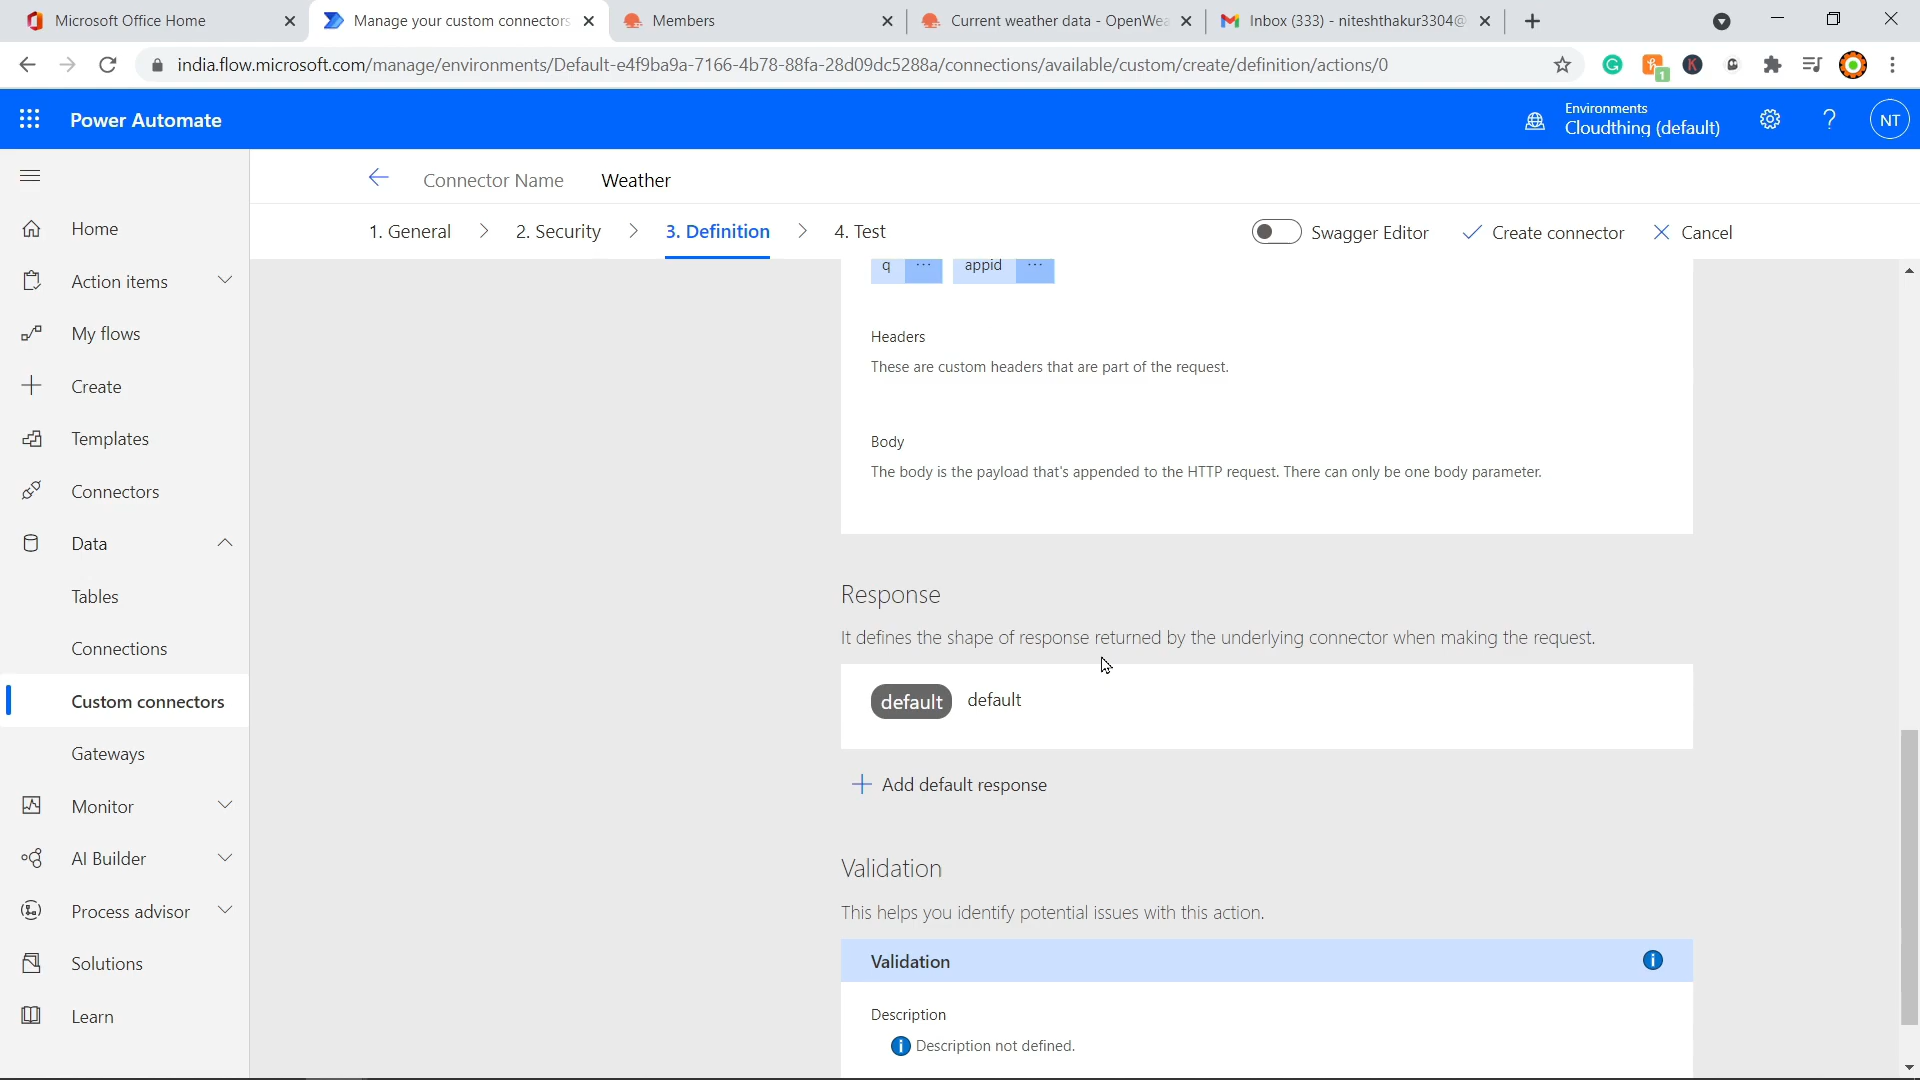 Microsoft Office Home
Manage your custom connectors
Members
Current weather data - OpenWea
Inbox (333) - niteshthakur3304@
india.flow.microsoft.com/manage/environments/Default-e4f9ba9a-7166-4b78-88fa-28d09dc5288a/connections/available/custom/create/definition/actions/0
1
K
Power Automate
Environments
Cloudthing (default)
?
NT
Connector Name
Weather
1. General
2. Security
3. Definition
4. Test
Swagger Editor
Create connector
Cancel
Home
Action items
My flows
Create
Templates
Connectors
Data
Tables
Connections
Custom connectors
Gateways
Monitor
AI Builder
Process advisor
Solutions
Learn
q ...
appid ...
Headers
These are custom headers that are part of the request.
Body
The body is the payload that's appended to the HTTP request. There can only be one body parameter.
Response
It defines the shape of response returned by the underlying connector when making the request.
default default
Add default response
Validation
This helps you identify potential issues with this action.
Validation
Description
Description not defined.